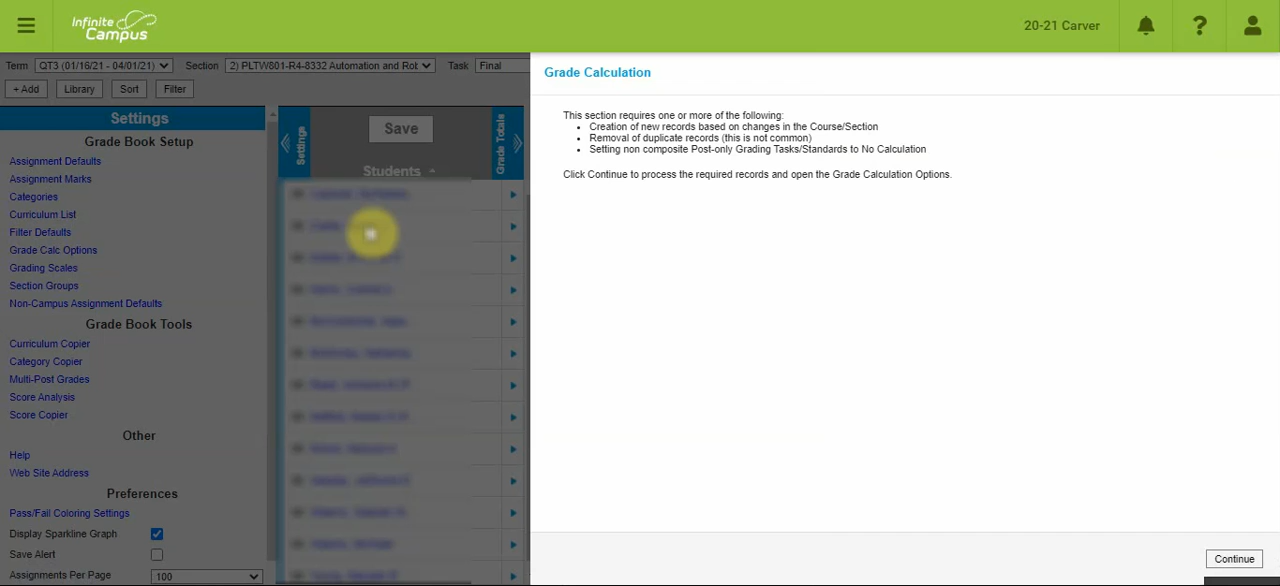 Infinite Campus
20-21 Carver
Term QT3 (01/16/21 - 04/01/21) Section 2) PLTW801-R4-8332 Automation and Rob Task Final
+ Add Library Sort Filter
Settings
Grade Book Setup
Assignment Defaults
Assignment Marks
Categories
Curriculum List
Filter Defaults
Grade Calc Options
Grading Scales
Section Groups
Non-Campus Assignment Defaults
Grade Book Tools
Curriculum Copier
Category Copier
Multi-Post Grades
Score Analysis
Score Copier
Other
Help
Web Site Address
Preferences
Pass/Fail Coloring Settings
Display Sparkline Graph
Save Alert
Assignments Per Page 100
Settings
Save
Students
Grade Totals
Grade Calculation
This section requires one or more of the following:
• Creation of new records based on changes in the Course/Section
• Removal of duplicate records (this is not common)
• Setting non composite Post-only Grading Tasks/Standards to No Calculation
Click Continue to process the required records and open the Grade Calculation Options.
Continue